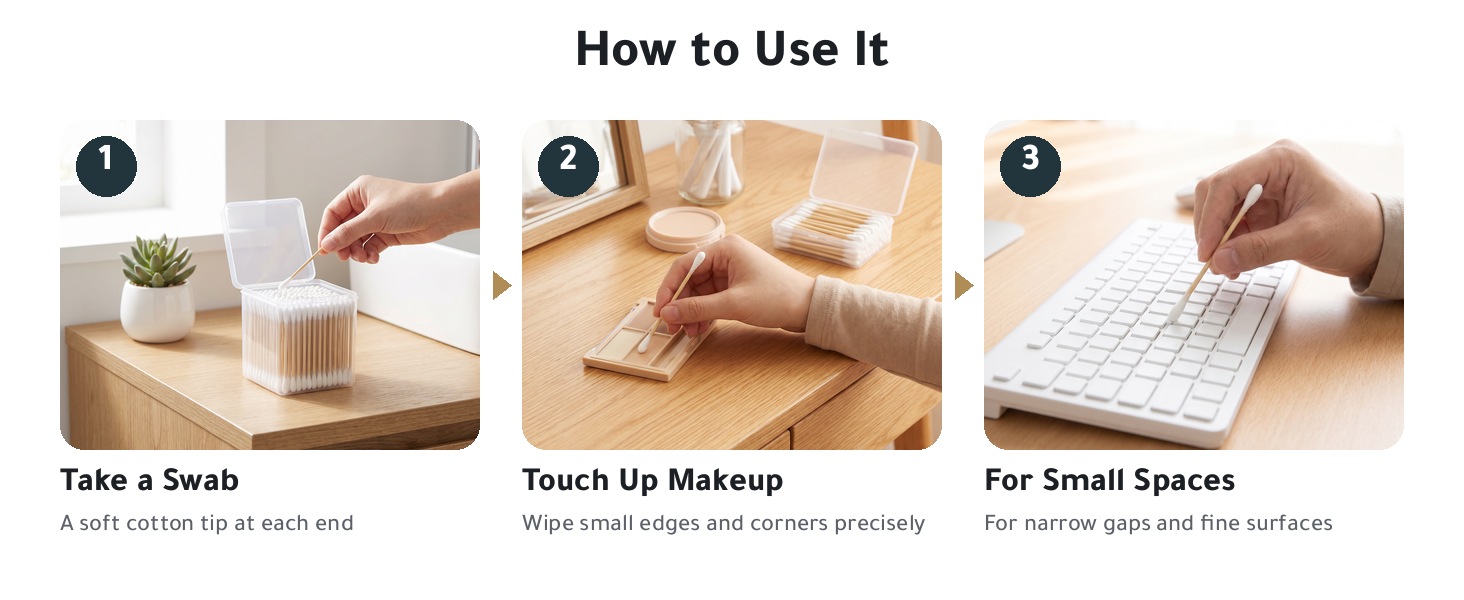 How to Use It
1
2
3
Take a Swab
A soft cotton tip at each end
Touch Up Makeup
Wipe small edges and corners precisely
For Small Spaces
For narrow gaps and fine surfaces